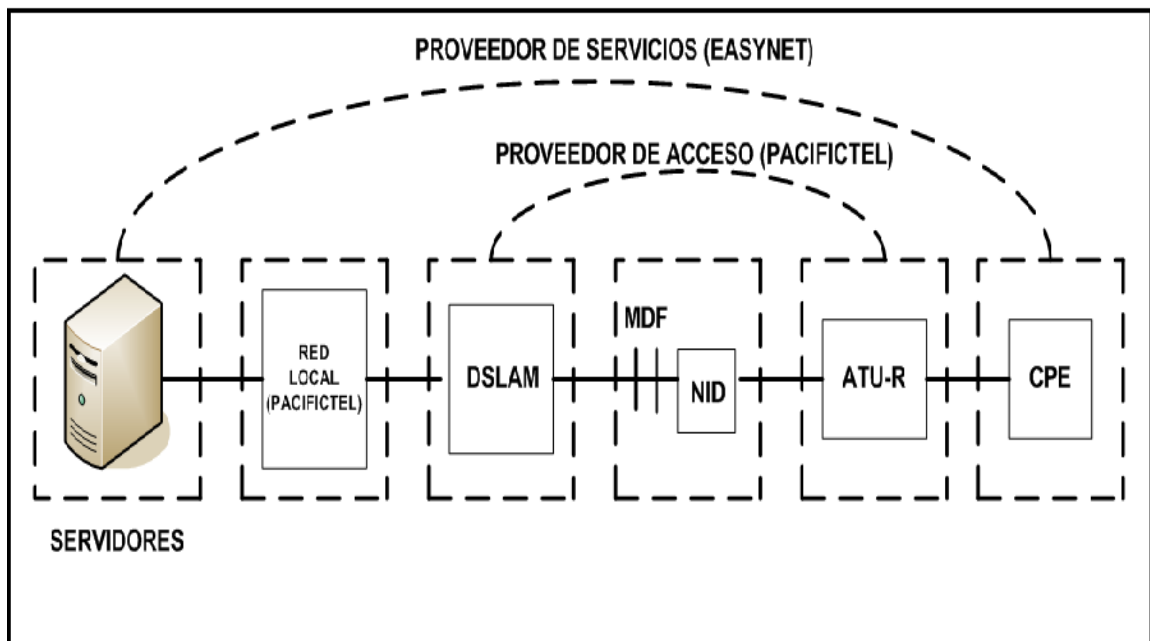 PROVEEDOR DE SERVICIOS (EASYNET)
PROVEEDOR DE ACCESO (PACIFICTEL)
RED
LOCAL
(PACIFICTEL)
DSLAM
MDF
NID
ATU-R
CPE
SERVIDORES